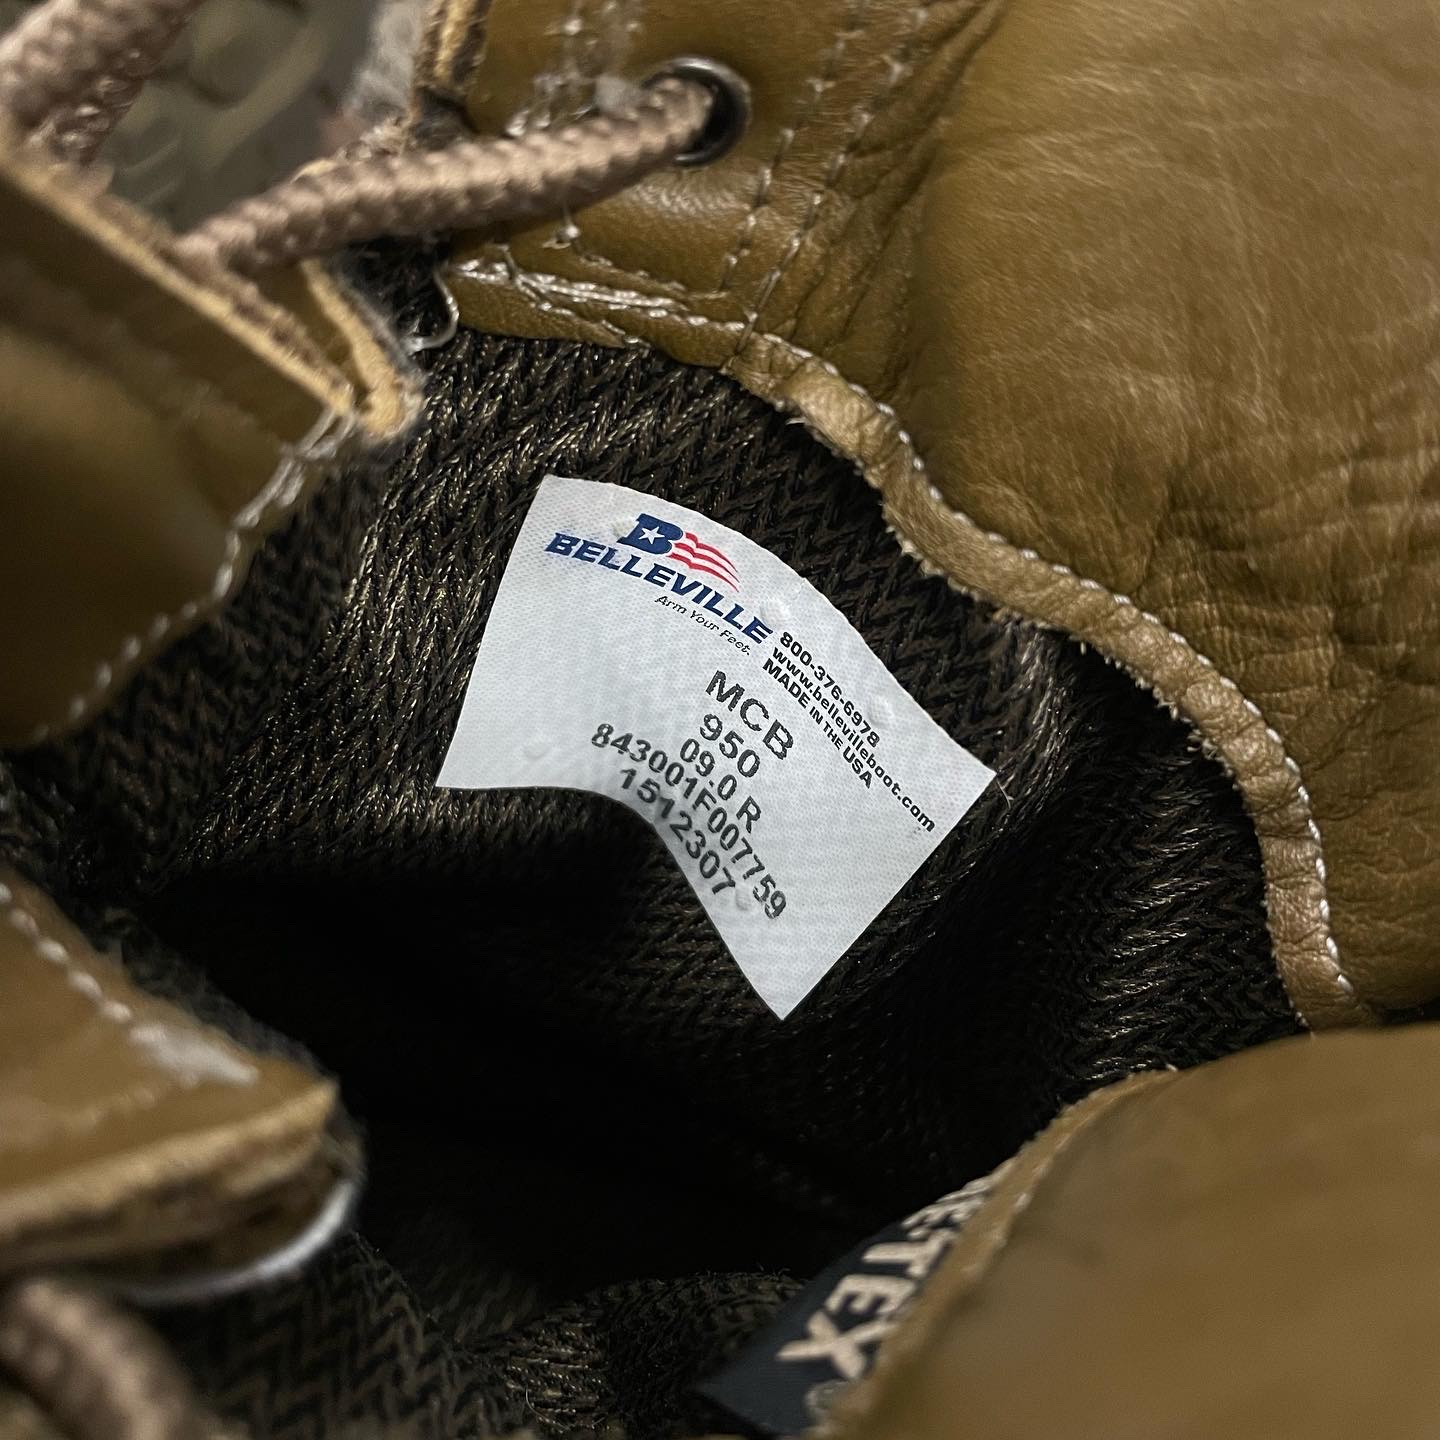 B
BELLEVILLE
Arm Your Feet.
800-376-6978
www.bellevilleboot.com
MADE IN THE USA
MCB
950
09.0 R
843001F007759
1512307